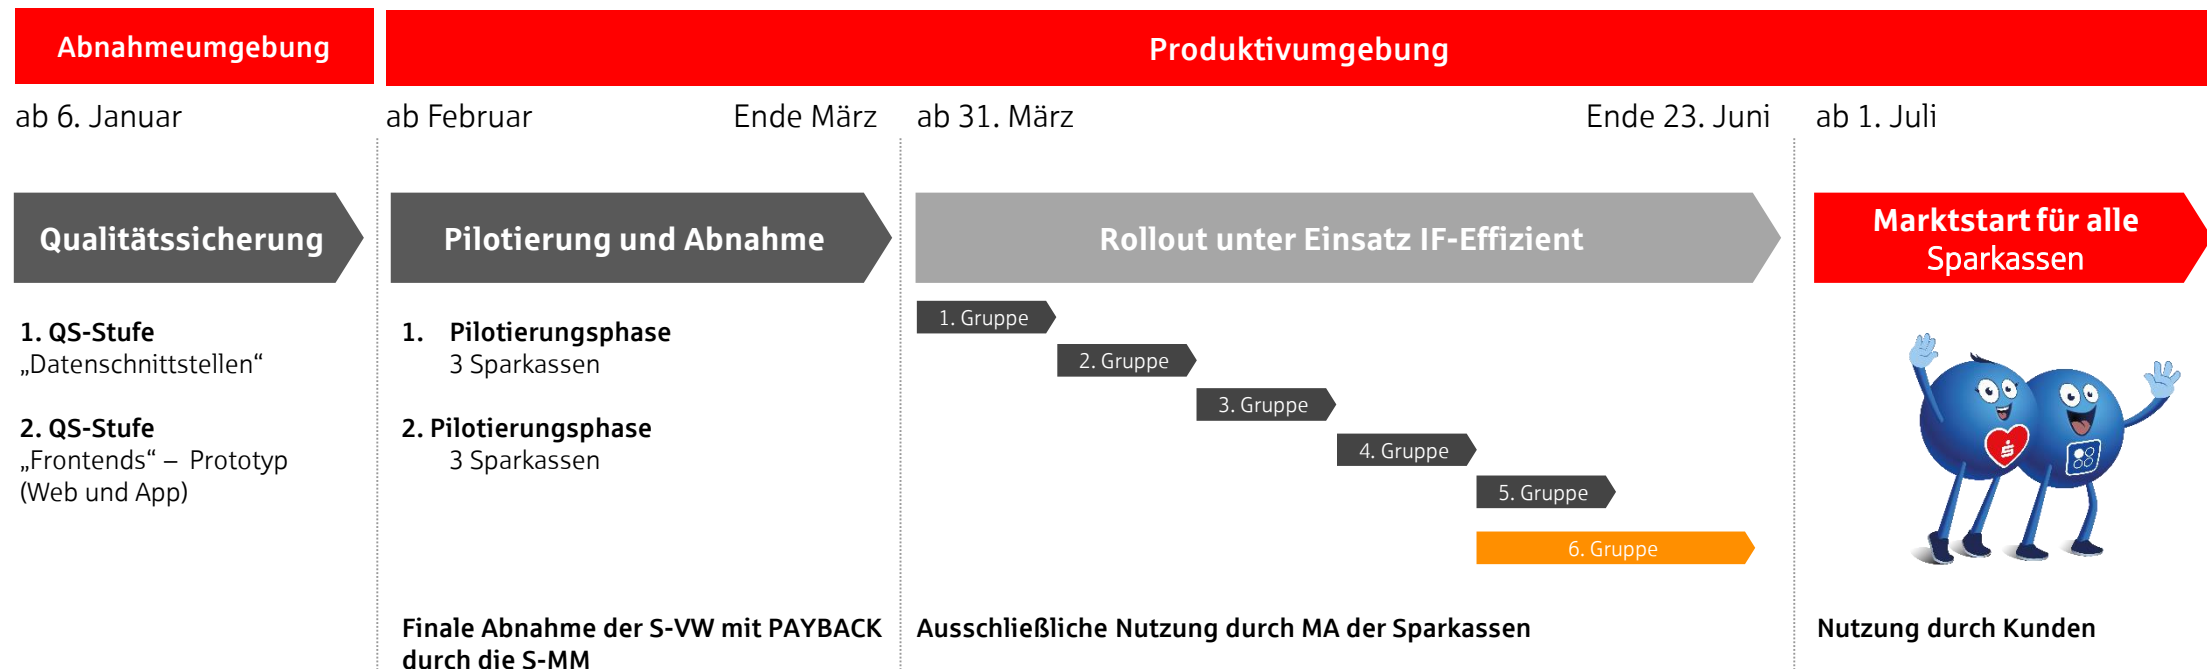 Abnahmeumgebung
Produktivumgebung
ab 6. Januar
ab Februar
Ende März
ab 31. März
Ende 23. Juni
ab 1. Juli
Qualitätssicherung
Pilotierung und Abnahme
Rollout unter Einsatz IF-Effizient
Marktstart für alle
Sparkassen
1. QS-Stufe
„Datenschnittstellen“
2. QS-Stufe
„Frontends“ – Prototyp
(Web und App)
1. Pilotierungsphase
3 Sparkassen
2. Pilotierungsphase
3 Sparkassen
Finale Abnahme der S-VW mit PAYBACK
durch die S-MM
1. Gruppe
2. Gruppe
3. Gruppe
4. Gruppe
5. Gruppe
6. Gruppe
Ausschließliche Nutzung durch MA der Sparkassen
Nutzung durch Kunden